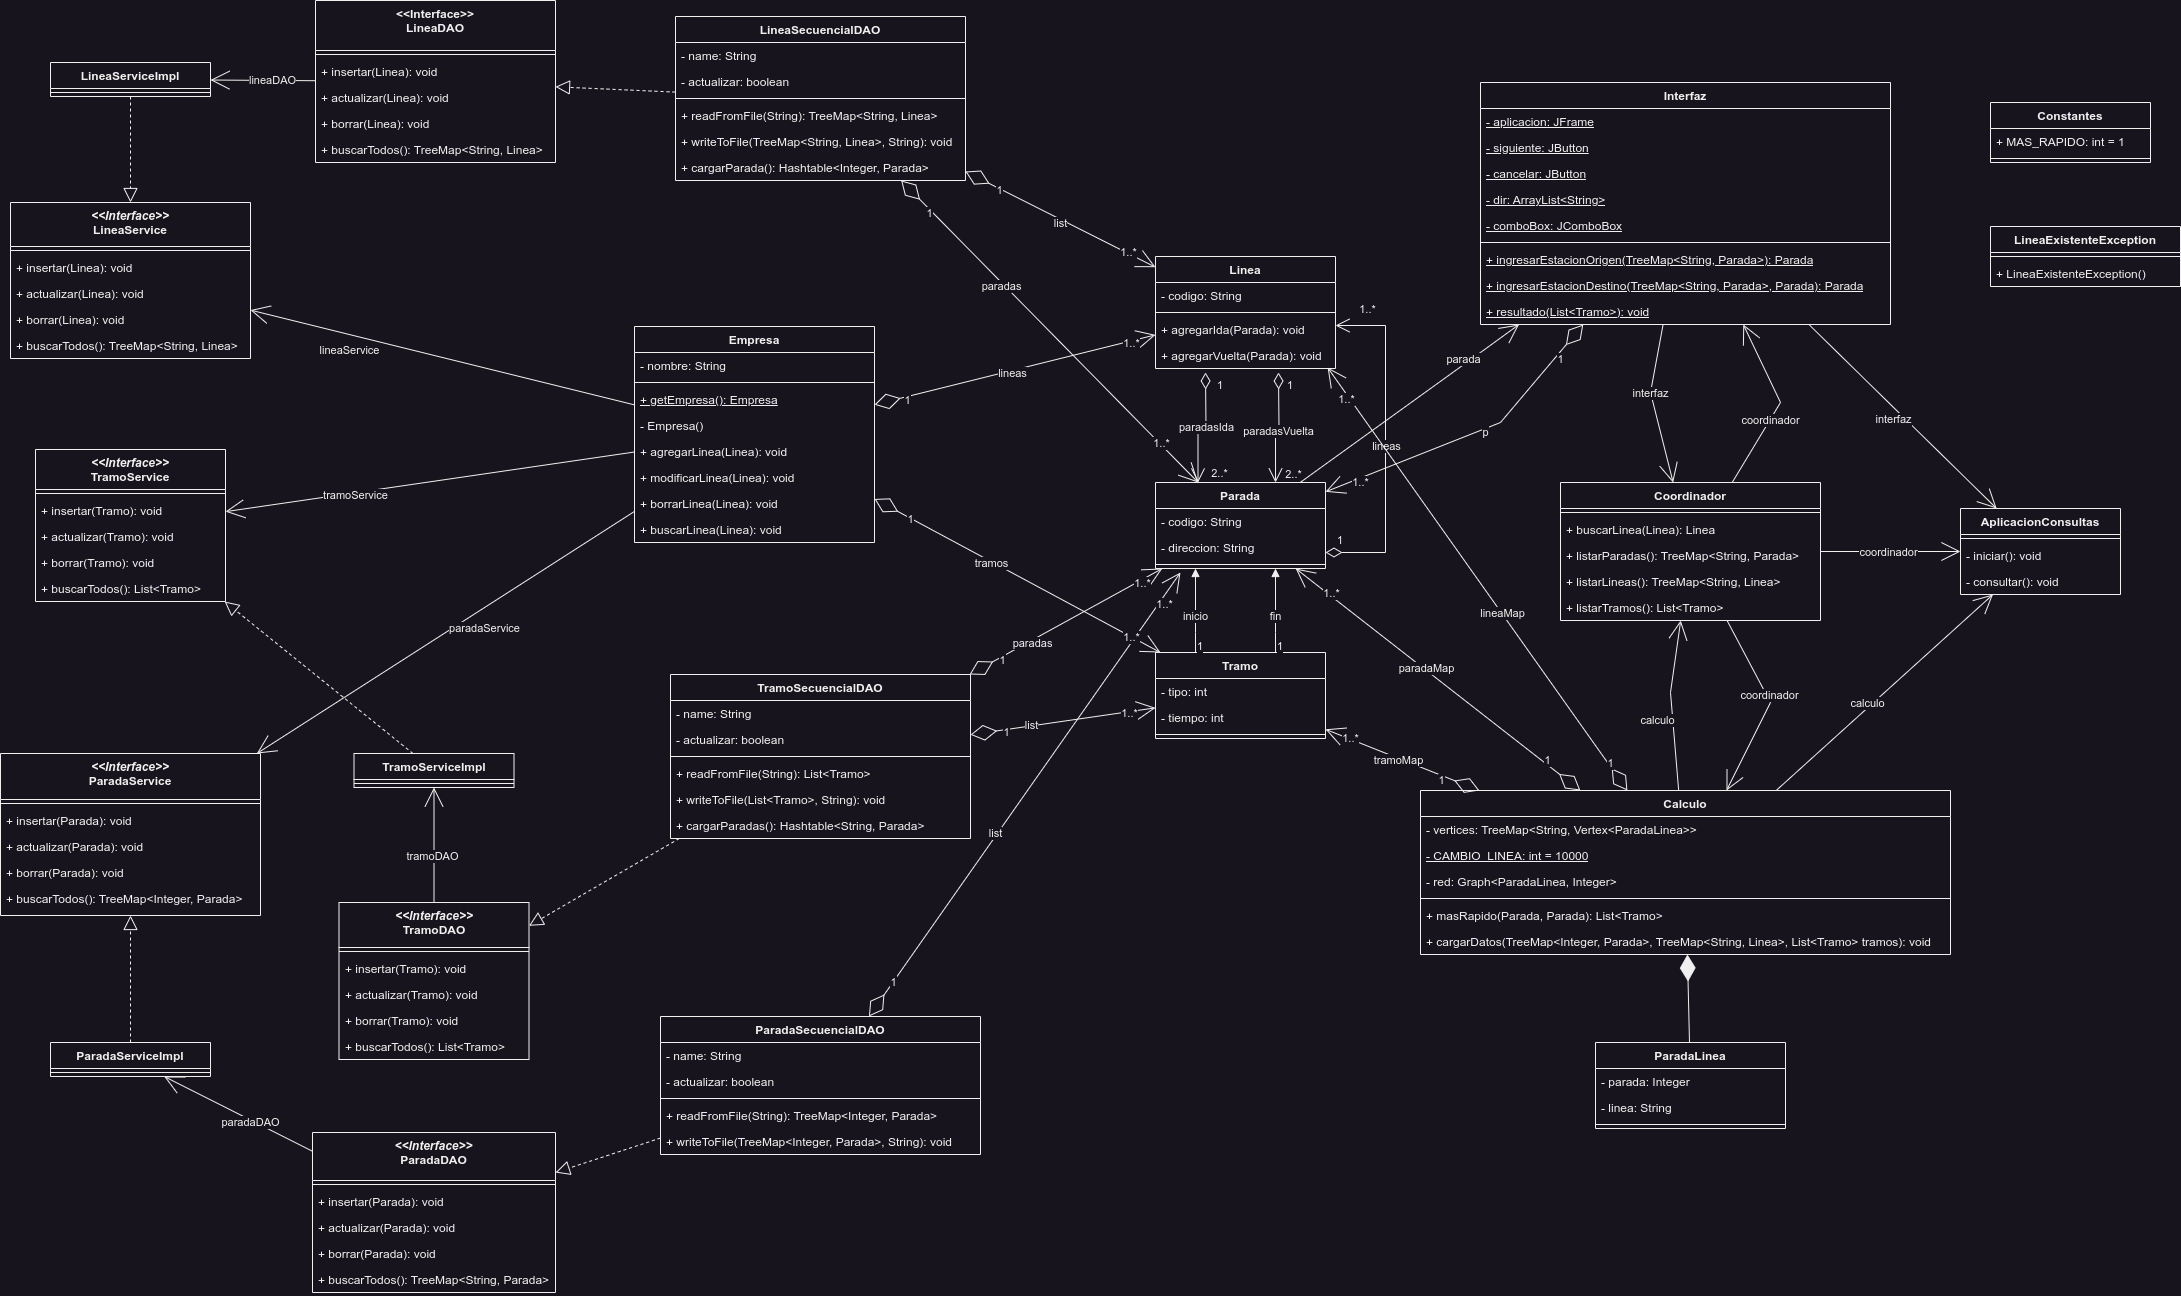 <<Interface>>
LineaDAO
+ insertar(Linea): void
+ actualizar(Linea): void
+ borrar(Linea): void
+ buscarTodos(): TreeMap<String, Linea>
LineaSecuencialDAO
- name: String
- actualizar: boolean
+ readFromFile(String): TreeMap<String, Linea>
+ writeToFile(TreeMap<String, Linea>, String): void
+ cargarParada(): Hashtable<Integer, Parada>
LineaServiceImpl
lineaDAO
<<Interface>>
LineaService
+ insertar(Linea): void
+ actualizar(Linea): void
+ borrar(Linea): void
+ buscarTodos(): TreeMap<String, Linea>
Interfaz
- aplicacion: JFrame
- siguiente: JButton
- cancelar: JButton
- dir: ArrayList<String>
- comboBox: JComboBox
+ ingresarEstacionOrigen(TreeMap<String, Parada>): Parada
+ ingresarEstacionDestino(TreeMap<String, Parada>, Parada): Parada
+ resultado(List<Tramo>): void
Constantes
+ MAS_RAPIDO: int = 1
LineaExistenteException
+ LineaExistenteException()
1
list
1..*
1
paradas
1..*
Linea
- codigo: String
+ agregarIda(Parada): void
+ agregarVuelta(Parada): void
1..*
lineas
1
lineaService
Empresa
- nombre: String
+ getEmpresa(): Empresa
- Empresa()
+ agregarLinea(Linea): void
+ modificarLinea(Linea): void
+ borrarLinea(Linea): void
+ buscarLinea(Linea): void
1
lineas
1..*
1
paradasIda
2..*
1
paradasVuelta
2..*
parada
1
p
1..*
interfaz
coordinador
interfaz
<<Interface>>
TramoService
+ insertar(Tramo): void
+ actualizar(Tramo): void
+ borrar(Tramo): void
+ buscarTodos(): List<Tramo>
tramoService
1
tramos
1..*
Parada
- codigo: String
- direccion: String
Coordinador
+ buscarLinea(Linea): Linea
+ listarParadas(): TreeMap<String, Parada>
+ listarLineas(): TreeMap<String, Linea>
+ listarTramos(): List<Tramo>
coordinador
AplicacionConsultas
- iniciar(): void
- consultar(): void
paradaService
inicio
1
fin
1
1..*
lineaMap
1
1..*
paradaMap
1
1..*
tramoMap
1
calculo
coordinador
calculo
Tramo
- tipo: int
- tiempo: int
TramoSecuencialDAO
- name: String
- actualizar: boolean
+ readFromFile(String): List<Tramo>
+ writeToFile(List<Tramo>, String): void
+ cargarParadas(): Hashtable<String, Parada>
1
paradas
1..*
1
list
1..*
1..*
list
1
<<Interface>>
ParadaService
+ insertar(Parada): void
+ actualizar(Parada): void
+ borrar(Parada): void
+ buscarTodos(): TreeMap<Integer, Parada>
TramoServiceImpl
tramoDAO
<<Interface>>
TramoDAO
+ insertar(Tramo): void
+ actualizar(Tramo): void
+ borrar(Tramo): void
+ buscarTodos(): List<Tramo>
Calculo
- vertices: TreeMap<String, Vertex<ParadaLinea>>
- CAMBIO_LINEA: int = 10000
- red: Graph<ParadaLinea, Integer>
+ masRapido(Parada, Parada): List<Tramo>
+ cargarDatos(TreeMap<Integer, Parada>, TreeMap<String, Linea>, List<Tramo> tramos): void
ParadaLinea
- parada: Integer
- linea: String
ParadaSecuencialDAO
- name: String
- actualizar: boolean
+ readFromFile(String): TreeMap<Integer, Parada>
+ writeToFile(TreeMap<Integer, Parada>, String): void
ParadaServiceImpl
paradaDAO
<<Interface>>
ParadaDAO
+ insertar(Parada): void
+ actualizar(Parada): void
+ borrar(Parada): void
+ buscarTodos(): TreeMap<String, Parada>